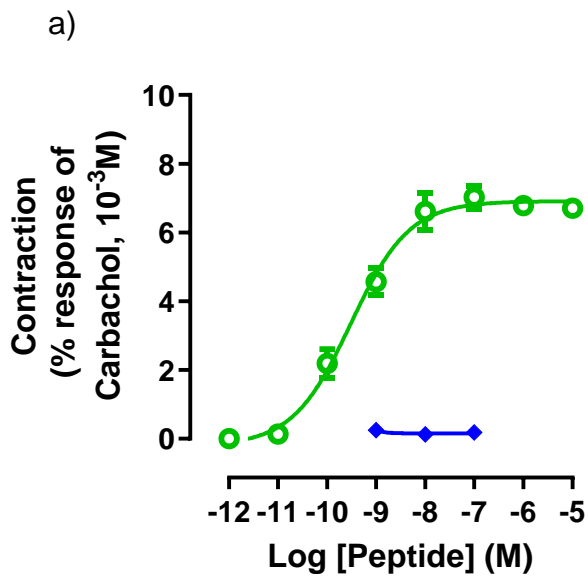 a)
Contraction
(% response of
Carbachol, 10⁻³M)
10
8
6
4
2
0
-12 -11 -10 -9 -8 -7 -6 -5
Log [Peptide] (M)